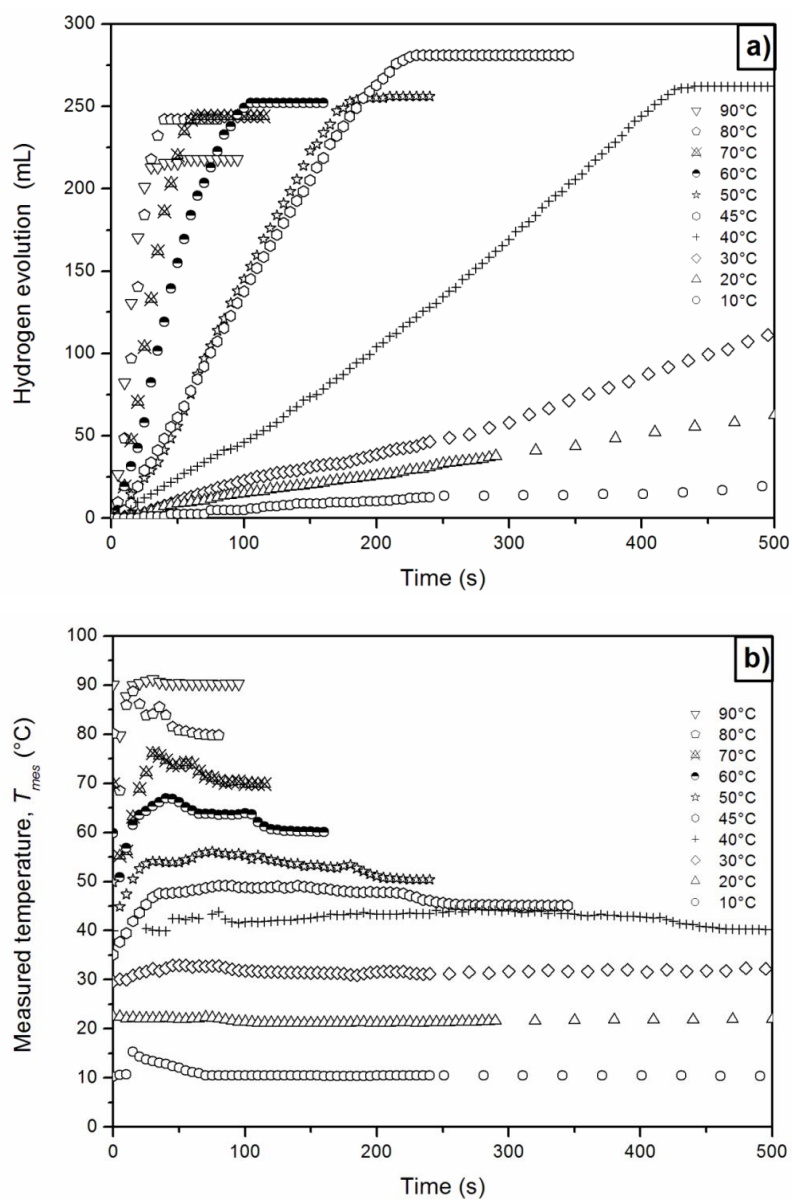 a)
300
250
200
150
100
50
0
Hydrogen evolution (mL)
90°C
80°C
70°C
60°C
50°C
45°C
40°C
30°C
20°C
10°C
0 100 200 300 400 500
Time (s)
b)
100
90
80
70
60
50
40
30
20
10
0
Measured temperature, Tmes (°C)
90°C
80°C
70°C
60°C
50°C
45°C
40°C
30°C
20°C
10°C
0 100 200 300 400 500
Time (s)